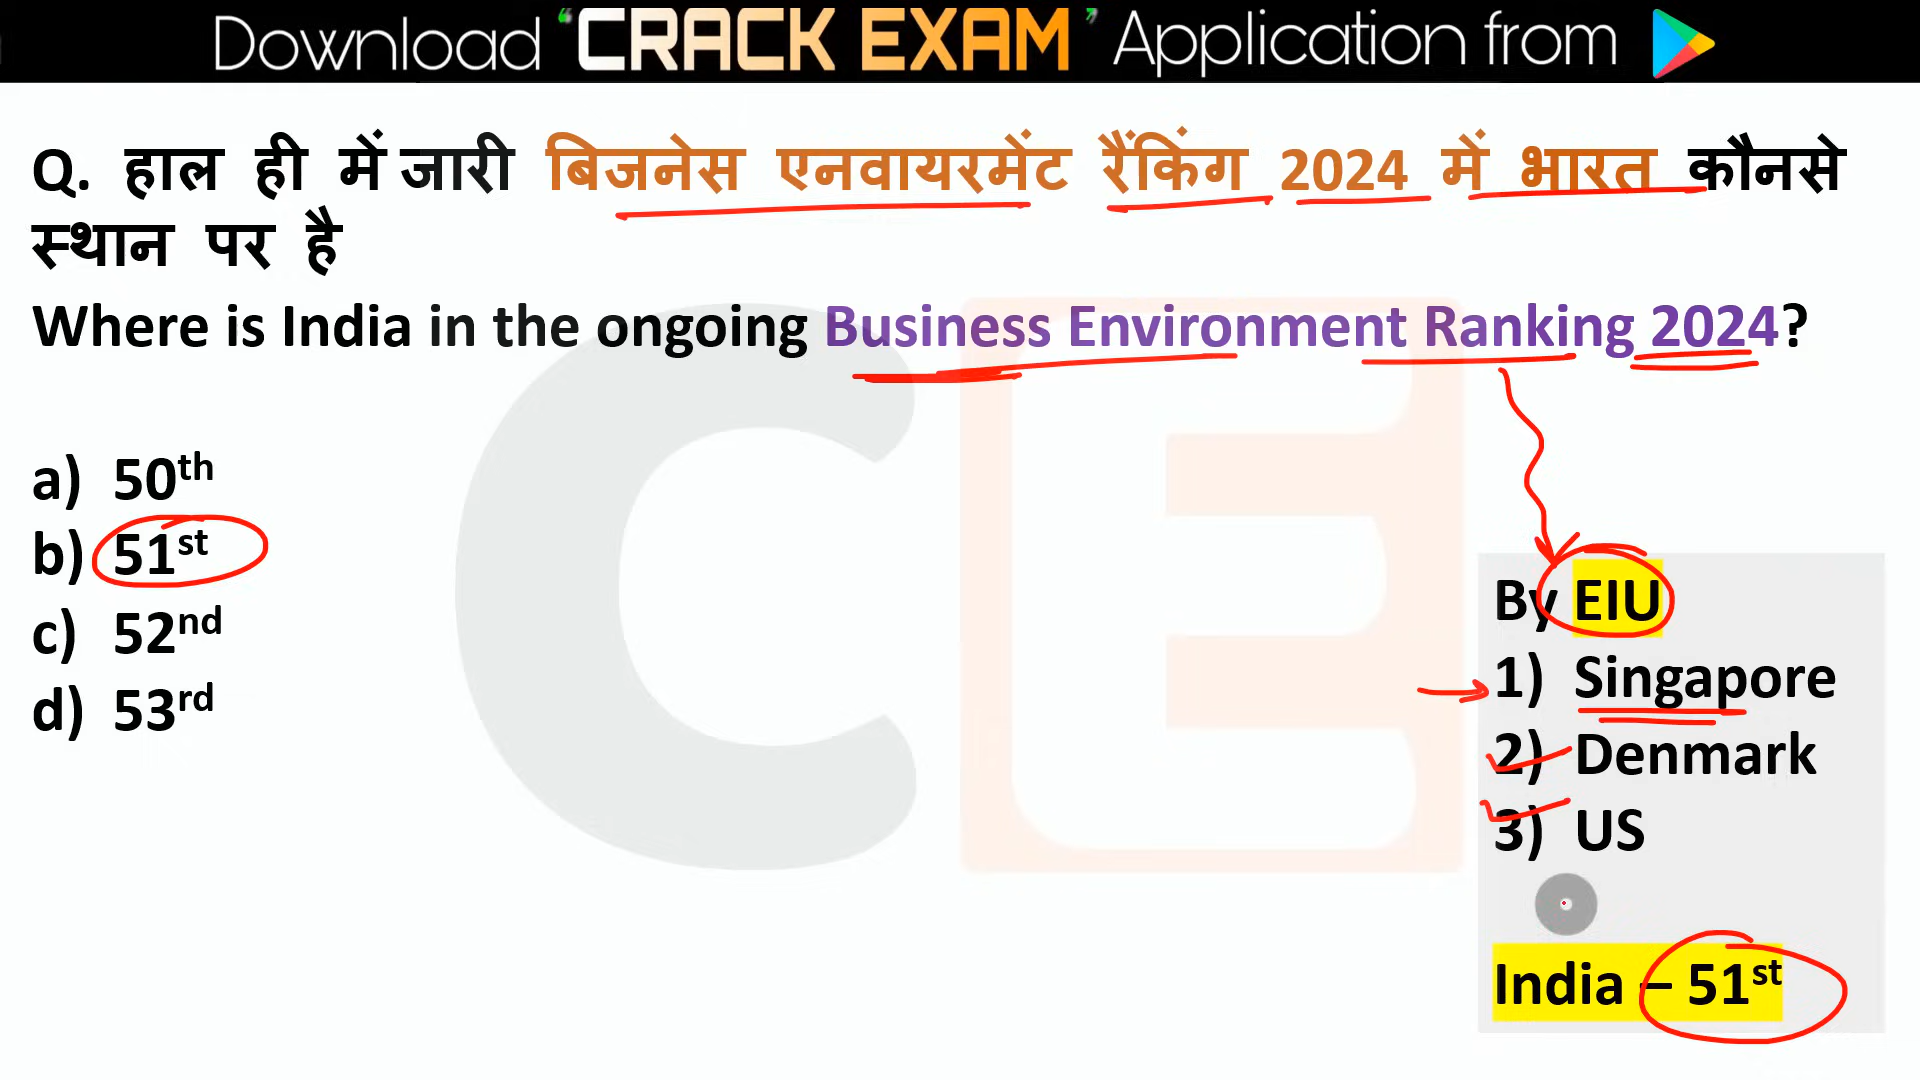 Download "CRACK EXAM" Application from
Q. हाल ही में जारी बिजनेस एनवायरमेंट रैंकिंग 2024 में भारत कौनसे
स्थान पर है
Where is India in the ongoing Business Environment Ranking 2024?
a) 50th
b) 51st
c) 52nd
d) 53rd
By EIU
1) Singapore
2) Denmark
3) US
India – 51st
CE